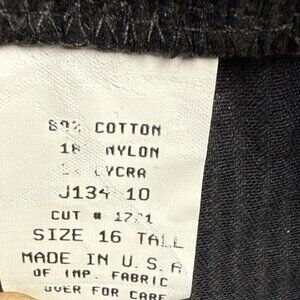 COTTON
NYLON
LYCRA
J134 10
CUT #
SIZE 16 TALL
MADE IN U.S.A
OF IMP. FABRIC
OVER FOR CARE